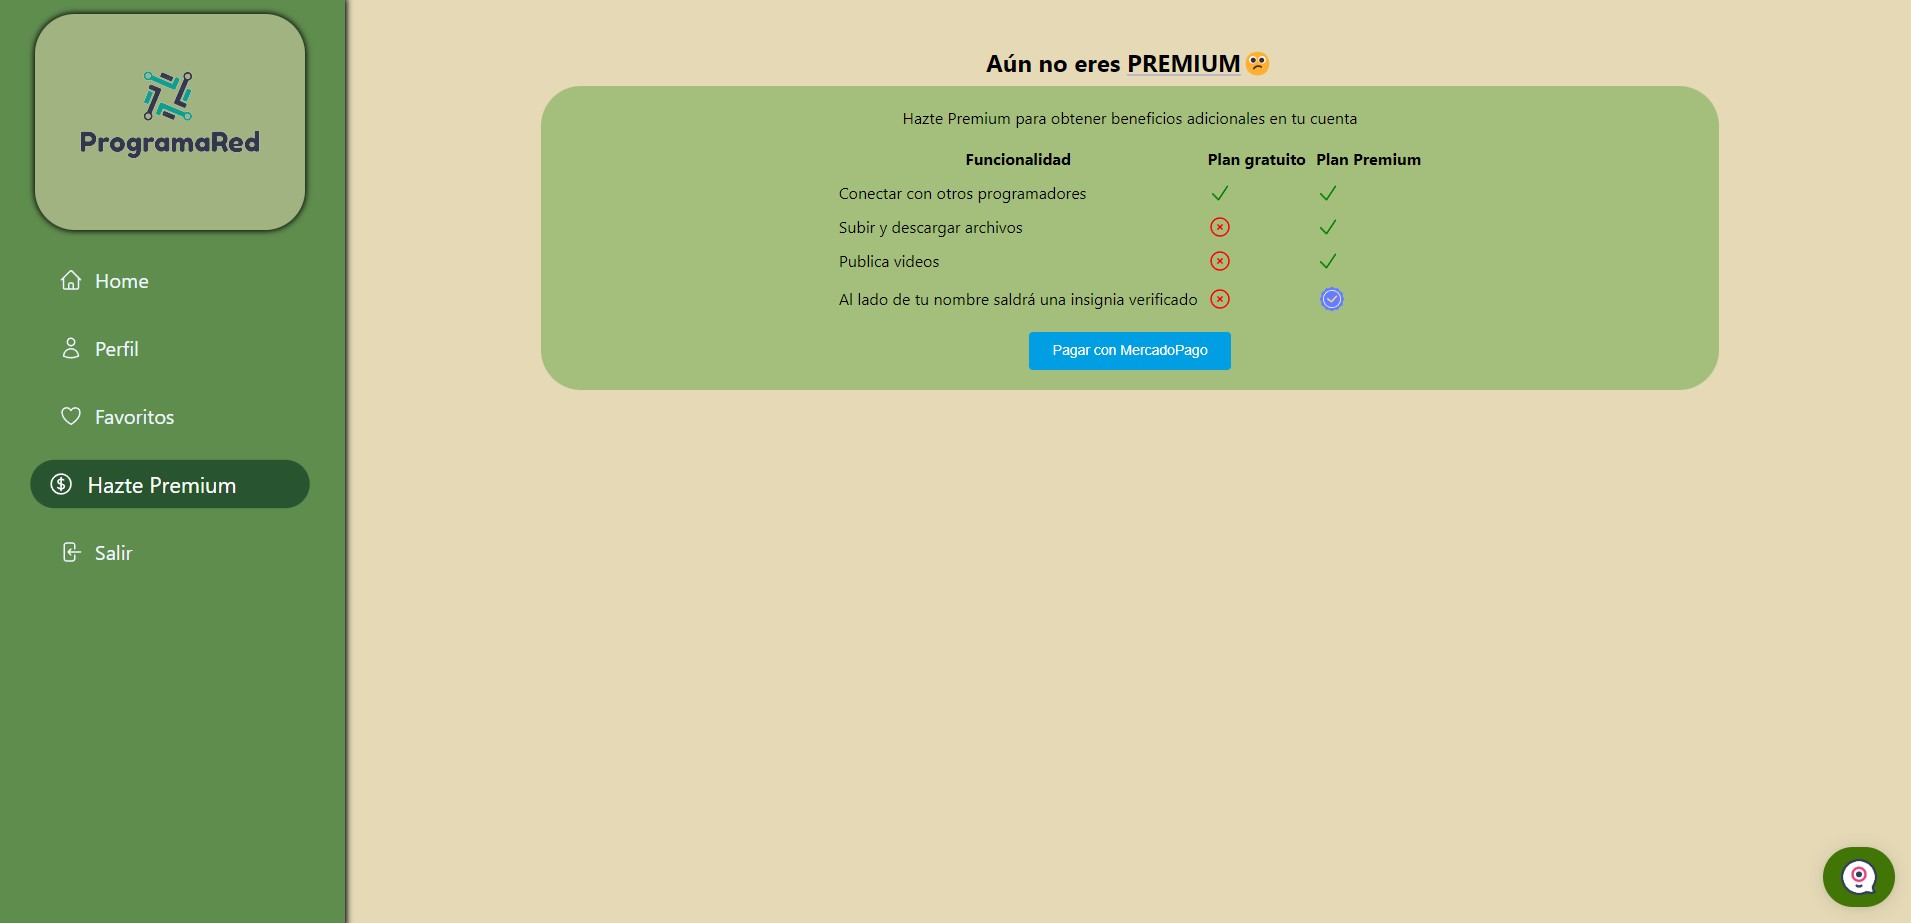 ProgramaRed
Home
Perfil
Favoritos
Hazte Premium
Salir
Aún no eres PREMIUM
Hazte Premium para obtener beneficios adicionales en tu cuenta
Funcionalidad Plan gratuito Plan Premium
Conectar con otros programadores
Subir y descargar archivos
Publica videos
Al lado de tu nombre saldrá una insignia verificado
Pagar con MercadoPago